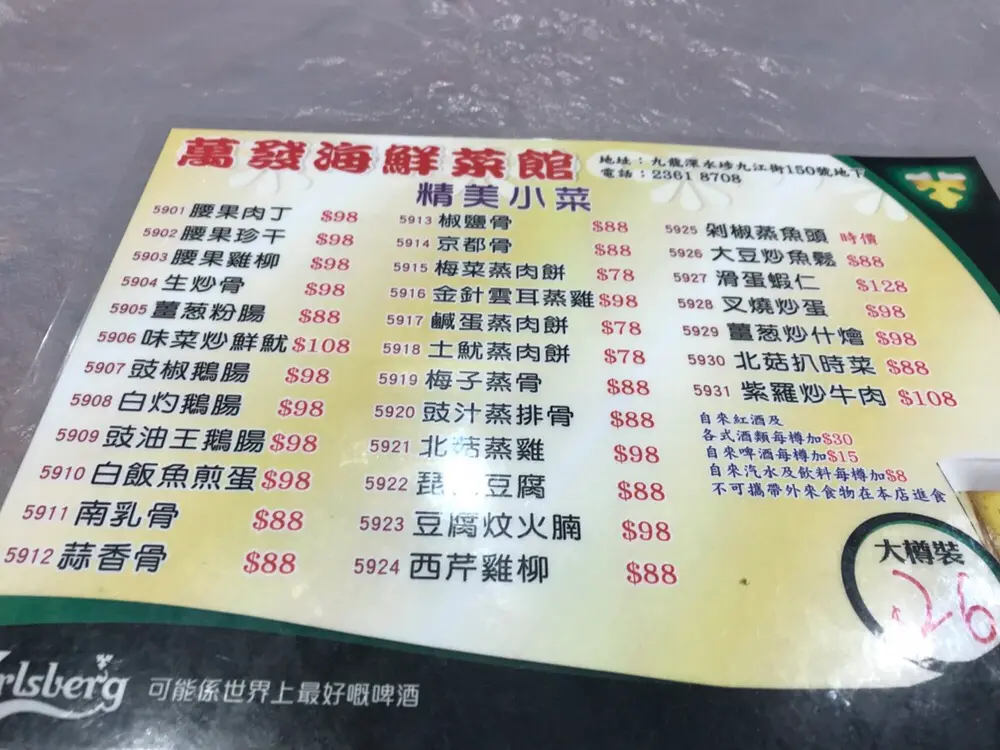 萬發海鮮菜館
地址：九龍深水埗九江街150號地下
電話：2361 8708
精美小菜
5901 腰果肉丁 $98
5902 腰果珍干 $98
5903 腰果雞柳 $98
5904 生炒骨 $98
5905 薑葱粉腸 $88
5906 味菜炒鮮魷 $108
5907 豉椒鵝腸 $98
5908 白灼鵝腸 $98
5909 豉油王鵝腸 $98
5910 白飯魚煎蛋 $98
5911 南乳骨 $88
5912 蒜香骨 $88
5913 椒鹽骨 $88
5914 京都骨 $88
5915 梅菜蒸肉餅 $78
5916 金針雲耳蒸雞 $98
5917 鹹蛋蒸肉餅 $78
5918 土魷蒸肉餅 $78
5919 梅子蒸骨 $88
5920 豉汁蒸排骨 $88
5921 北菇蒸雞 $98
5922 琵 豆腐 $88
5923 豆腐炆火腩 $98
5924 西芹雞柳 $88
5925 剁椒蒸魚頭 時價
5926 大豆炒魚鬆 $88
5927 滑蛋蝦仁 $128
5928 叉燒炒蛋 $98
5929 薑葱炒什燴 $98
5930 北菇扒時菜 $88
5931 紫羅炒牛肉 $108
自來紅酒及
各式酒類每樽加$30
自來啤酒每樽加$15
自來汽水及飲料每樽加$8
不可攜帶外來食物在本店進食
大樽裝
$26
rlsberg 可能係世界上最好嘅啤酒